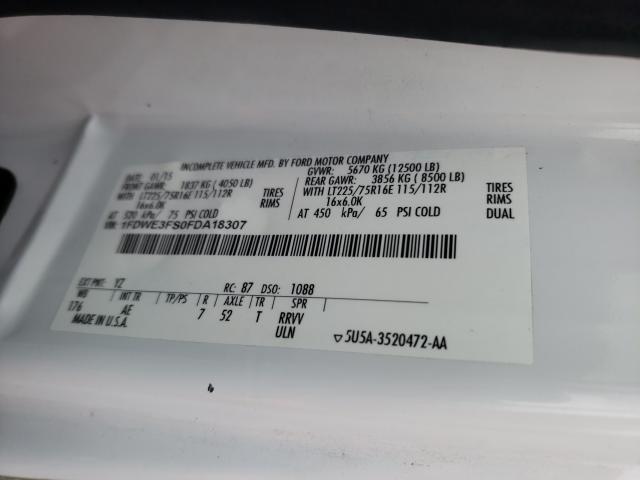 INCOMPLETE VEHICLE MFD. BY FORD MOTOR COMPANY
DATE: 01/15 GVWR: 5670 KG (12500 LB)
FRONT GAWR: 1837 KG (4050 LB) REAR GAWR: 3856 KG (8500 LB)
WITH LT225/75R16E 115/112R TIRES WITH LT225/75R16E 115/112R TIRES
16x6.0K RIMS 16x6.0K RIMS
AT 520 kPa/ 75 PSI COLD AT 450 kPa/ 65 PSI COLD DUAL
VIN: 1FDWE3FS0FDA18307
EXT PNT: YZ RC: 87 DSO: 1088
WB INT TR TP/PS R AXLE TR SPR
176 AE 7 52 T RRVV
MADE IN U.S.A. ULN
5U5A-3520472-AA